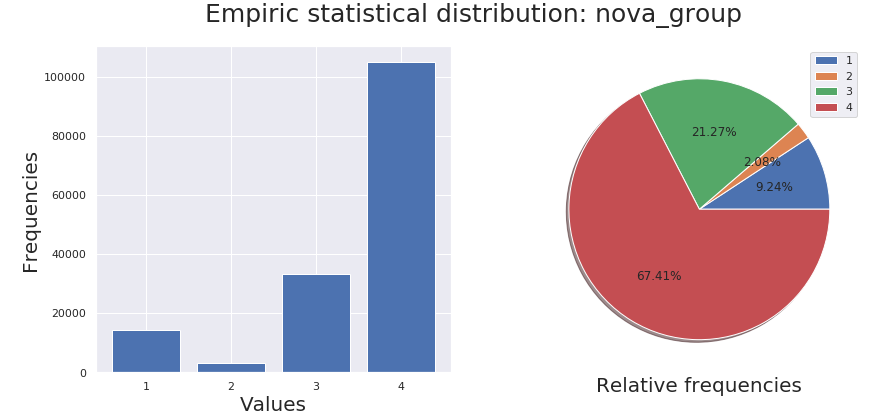 Empiric statistical distribution: nova_group
Frequencies
100000
80000
60000
40000
20000
0
1 2 3 4
Values
1
2
3
4
21.27%
2.08%
9.24%
67.41%
Relative frequencies